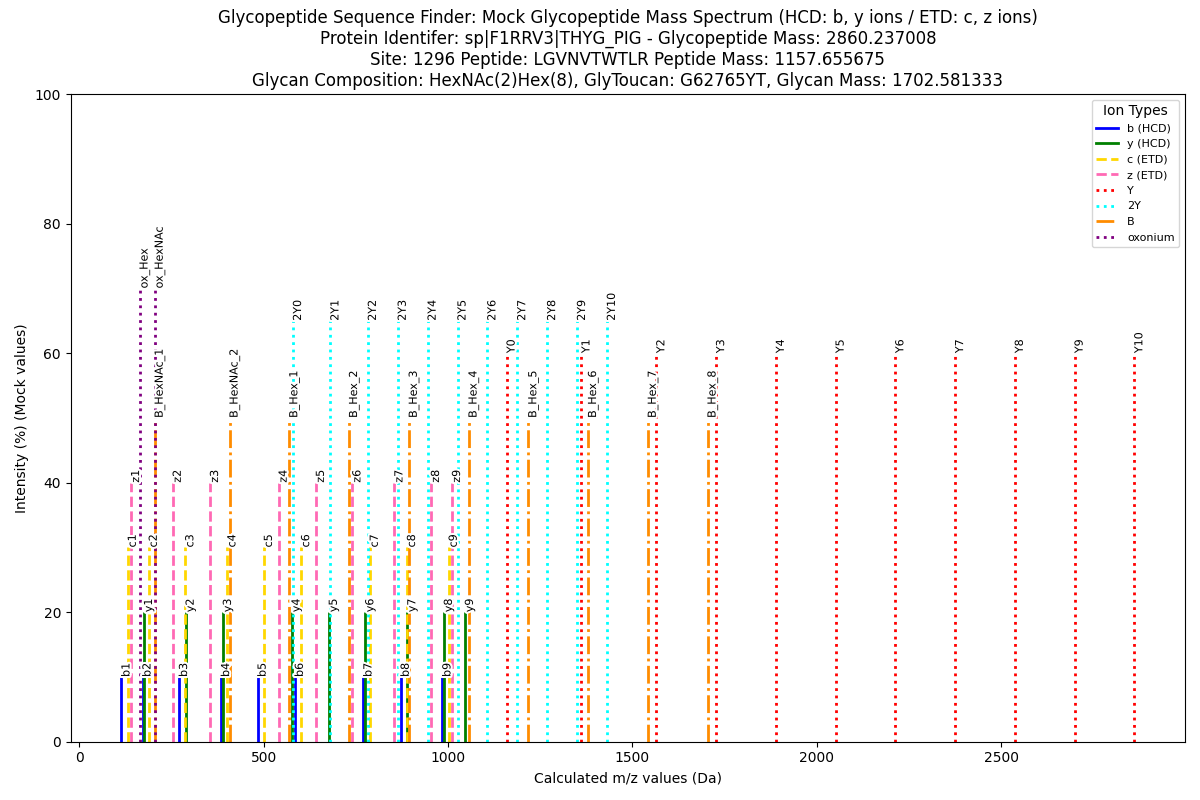 Glycopeptide Sequence Finder: Mock Glycopeptide Mass Spectrum (HCD: b, y ions / ETD: c, z ions)
Protein Identifer: sp|F1RRV3|THYG_PIG - Glycopeptide Mass: 2860.237008
Site: 1296 Peptide: LGVNVTWTLR Peptide Mass: 1157.655675
Glycan Composition: HexNAc(2)Hex(8), GlyToucan: G62765YT, Glycan Mass: 1702.581333
Intensity (%) (Mock values)
100
80
60
40
20
0
Ion Types
b (HCD)
y (HCD)
c (ETD)
z (ETD)
Y
2Y
B
oxonium
ox_Hex
ox_HexNAc
2Y0
2Y1
2Y2
2Y3
2Y4
2Y5
2Y6
2Y7
2Y8
2Y9
2Y10
Y0
Y1
Y2
Y3
Y4
Y5
Y6
Y7
Y8
Y9
Y10
B_HexNAc_1
B_HexNAc_2
B_Hex_1
B_Hex_2
B_Hex_3
B_Hex_4
B_Hex_5
B_Hex_6
B_Hex_7
B_Hex_8
z1
z2
z3
z4
z5
z6
z7
z8
z9
c1
c2
c3
c4
c5
c6
c7
c8
c9
y1
y2
y3
y4
y5
y6
y7
y8
y9
b1
b2
b3
b4
b5
b6
b7
b8
b9
0
500
1000
1500
2000
2500
Calculated m/z values (Da)